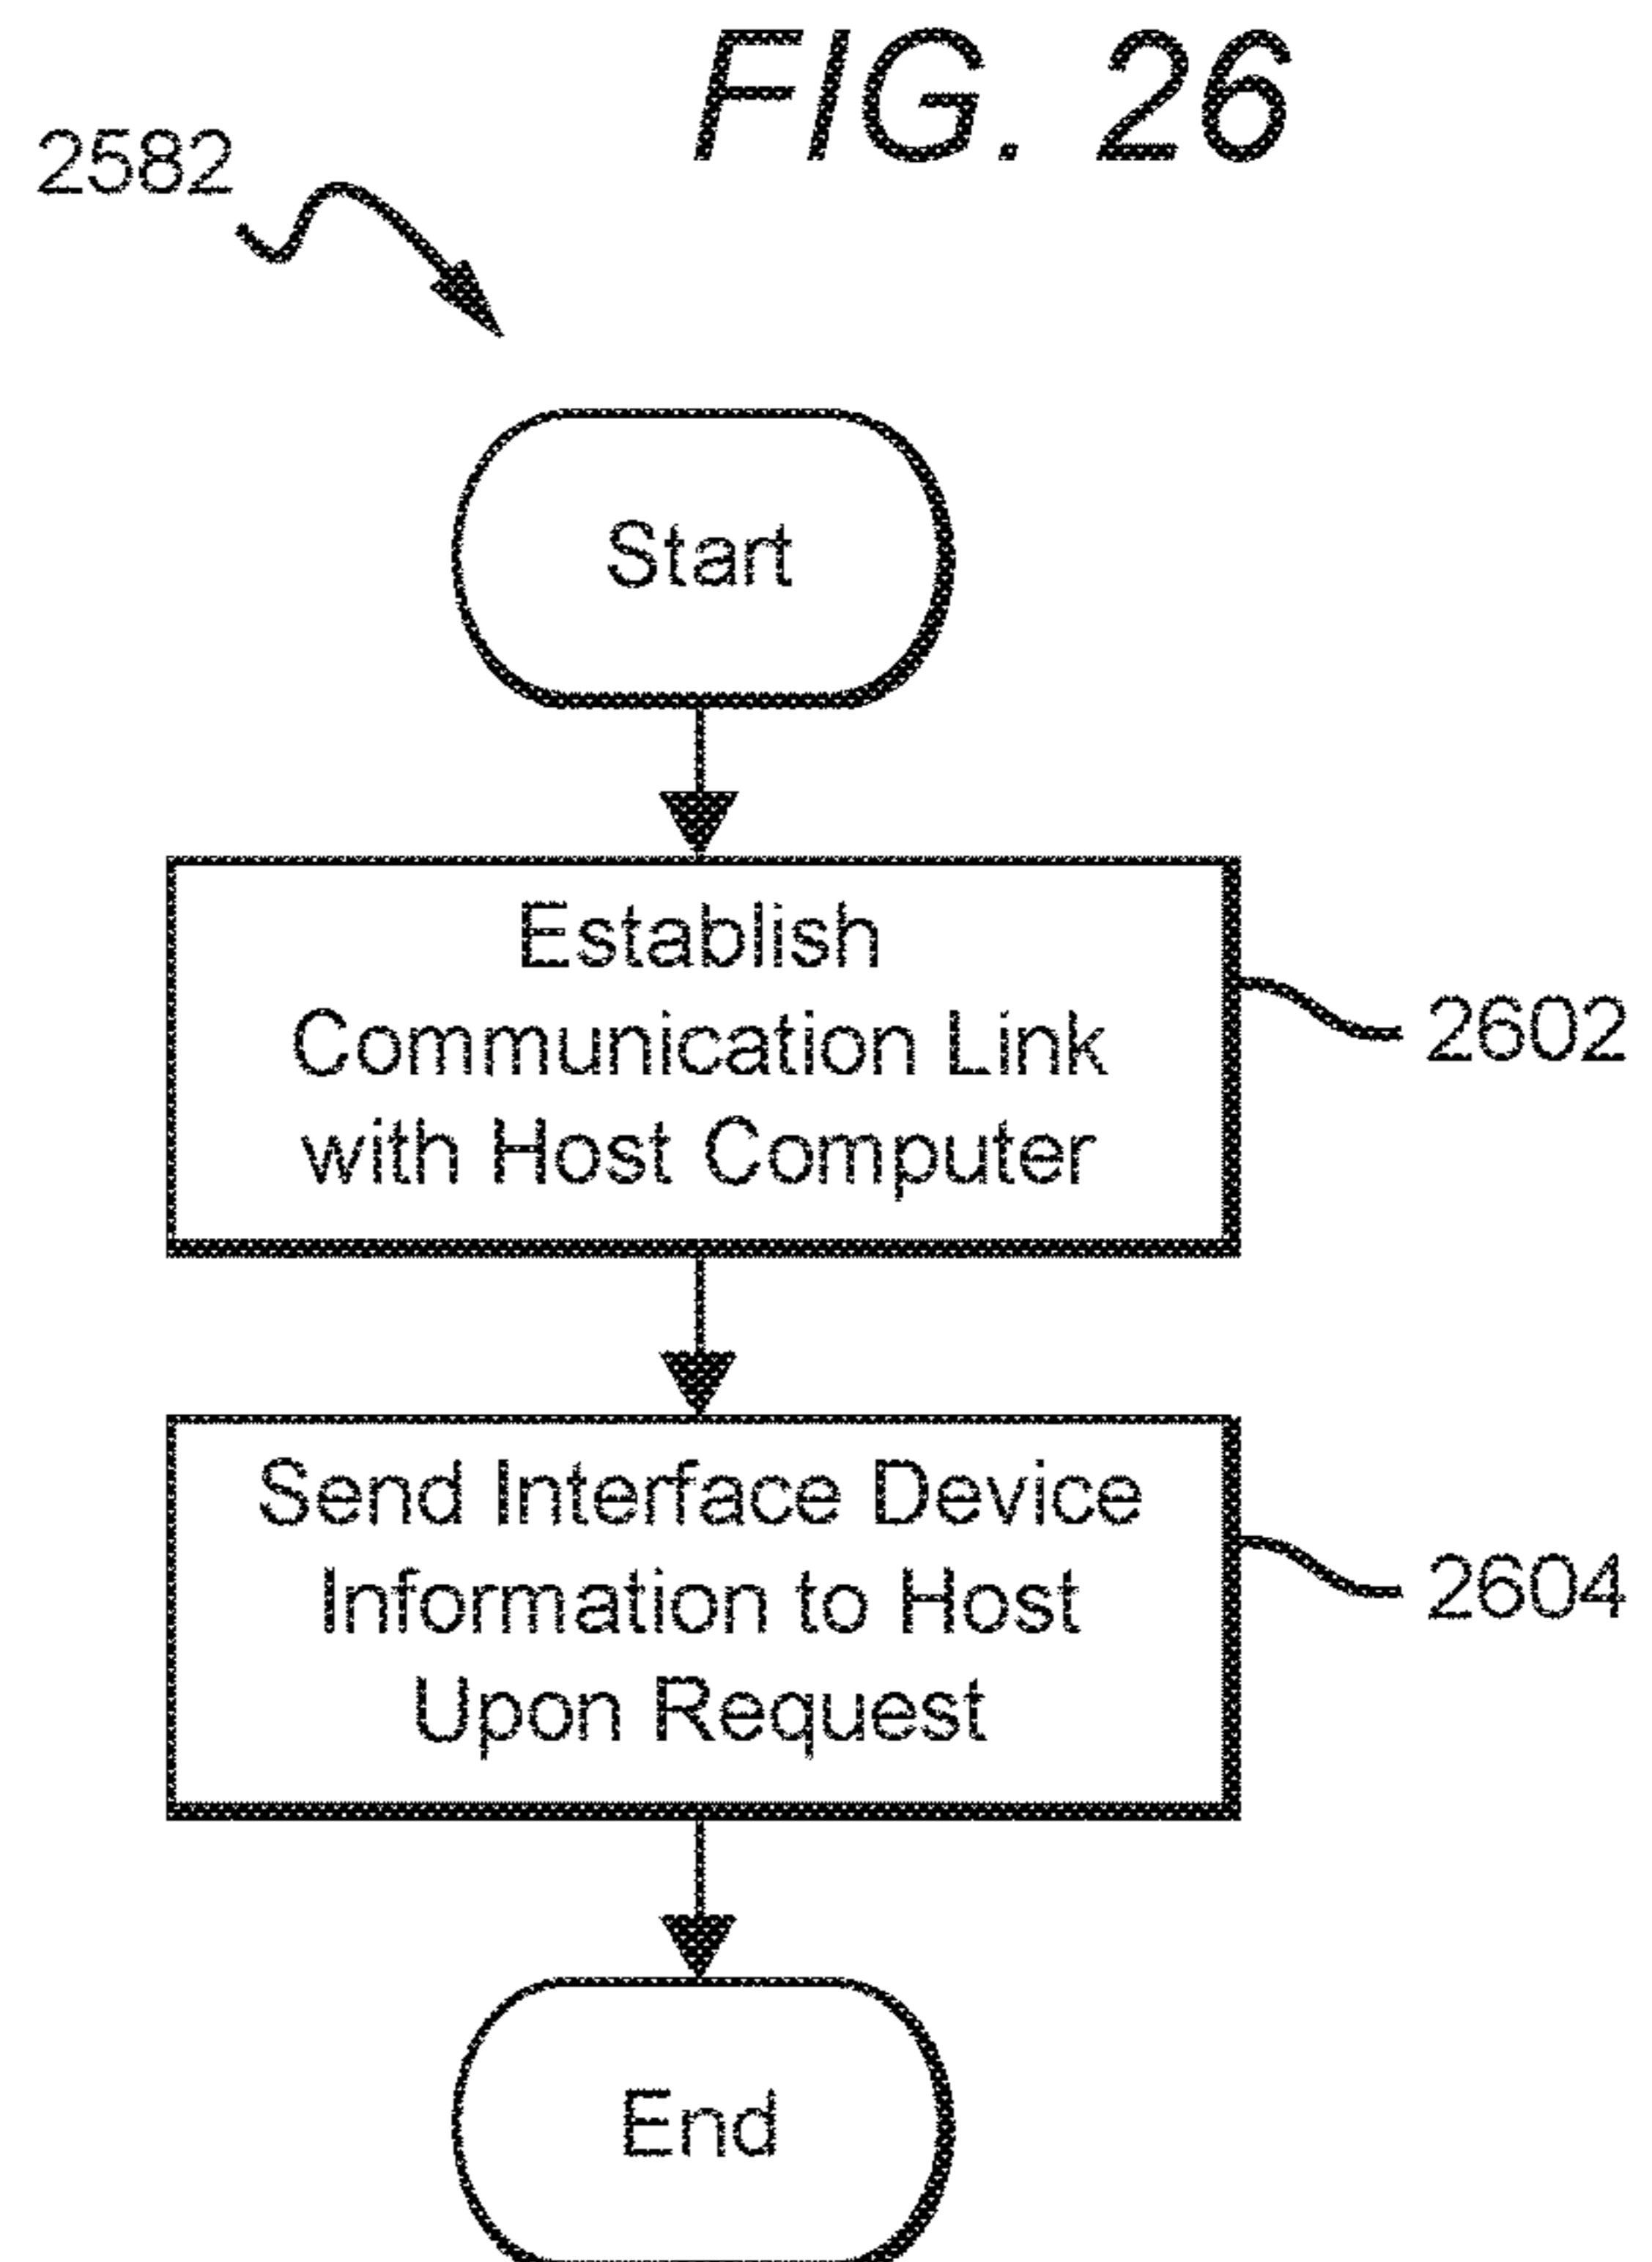 FIG. 26
2582
Start
Establish
Communication Link
with Host Computer
2602
Send Interface Device
Information to Host
Upon Request
2604
End